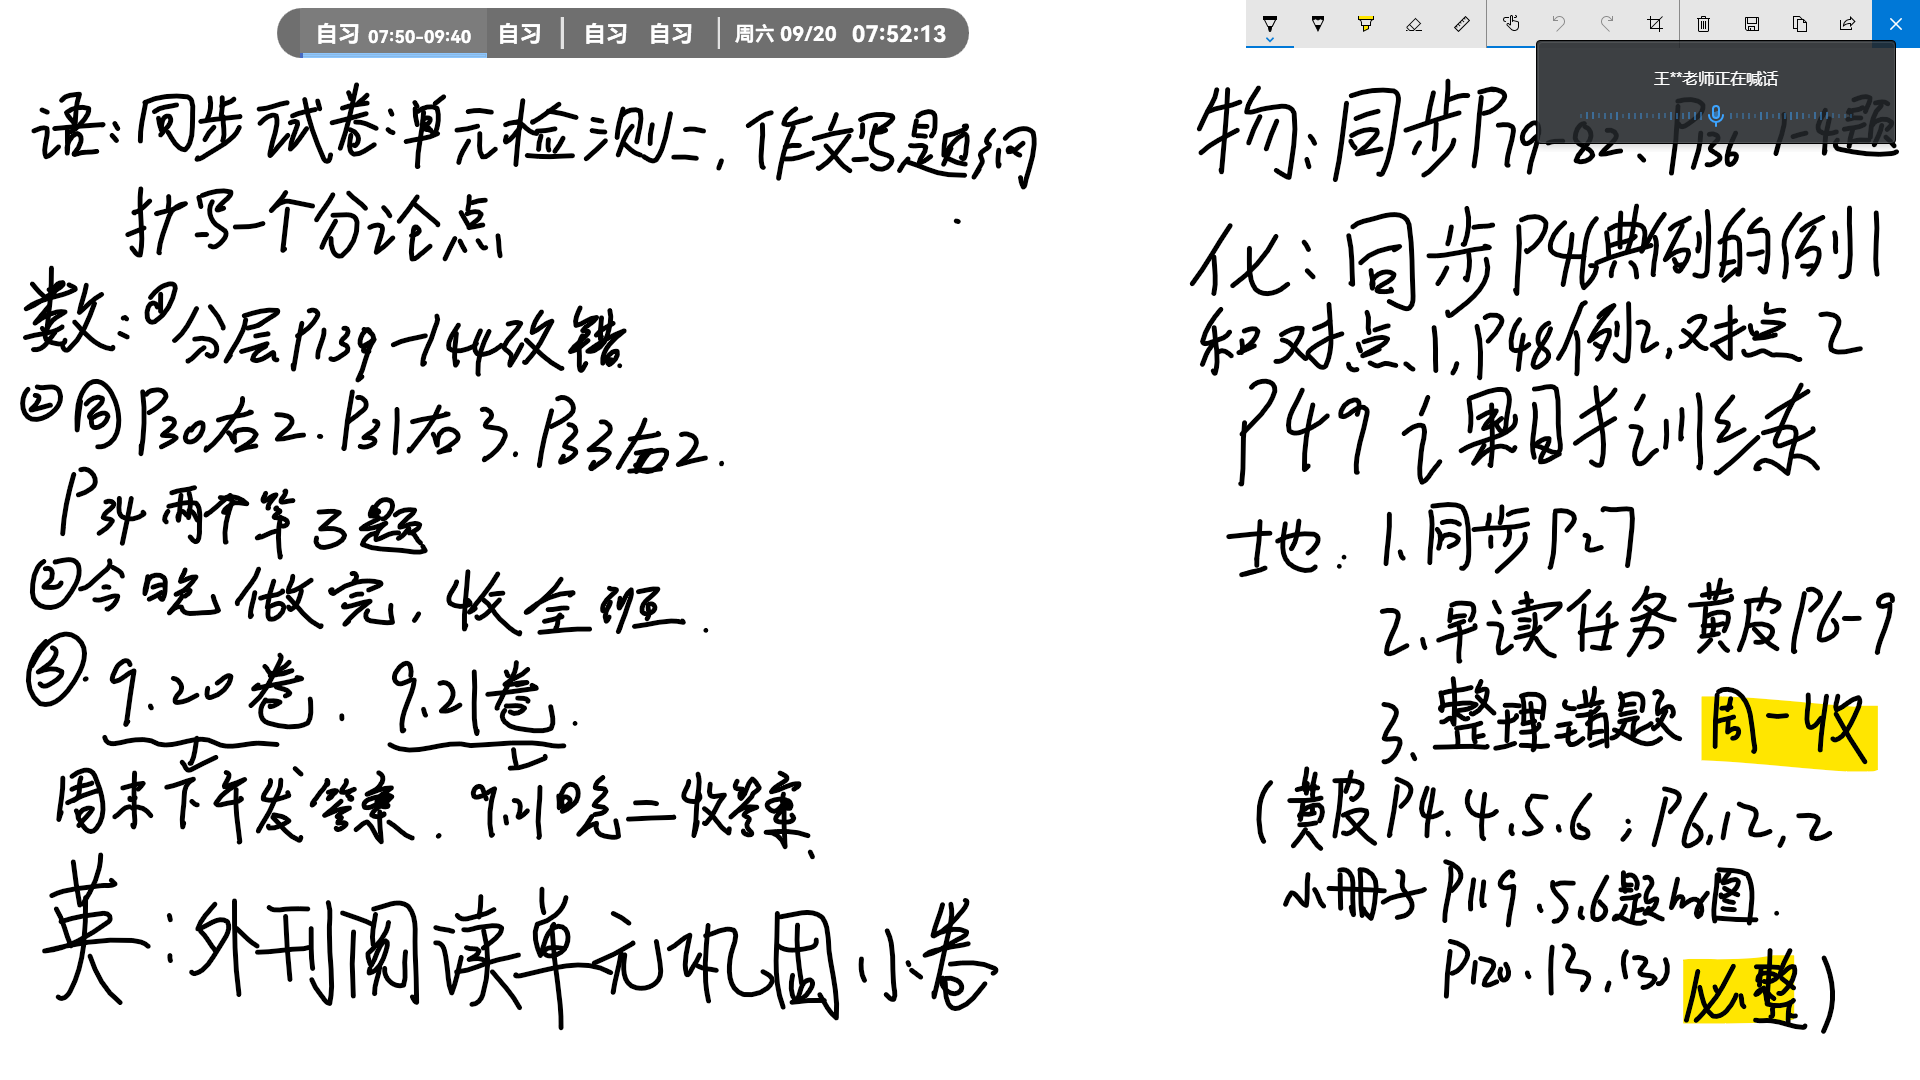 自习 07:50-09:40 自习 | 自习 自习 | 周六 09/20 07:52:13
王**老师正在喊话
语:同步试卷:单元检测二,作文写题纲
抄写一个分论点
数:①分层P139-144改错.
②同P30右2.P31右3.P33左2.
P34两个第3题
②今晚做完,收全班.
③.9.20卷.9.21卷.
周末下午发答案.9.21日晚二收答案.
英:外刊阅读单元巩固小卷
物:同步P79-82、P136 1-4题
化:同步P46典例的例1
和对点、1,P48例2,对点2
P49课时训练
地:1、同步P27
2、早读任务黄皮P6-9
3、整理错题 周一收
(黄皮P4.4.5.6;P6.12,2
小册子P119.5.6题图.
P120.13,(3) 必整)